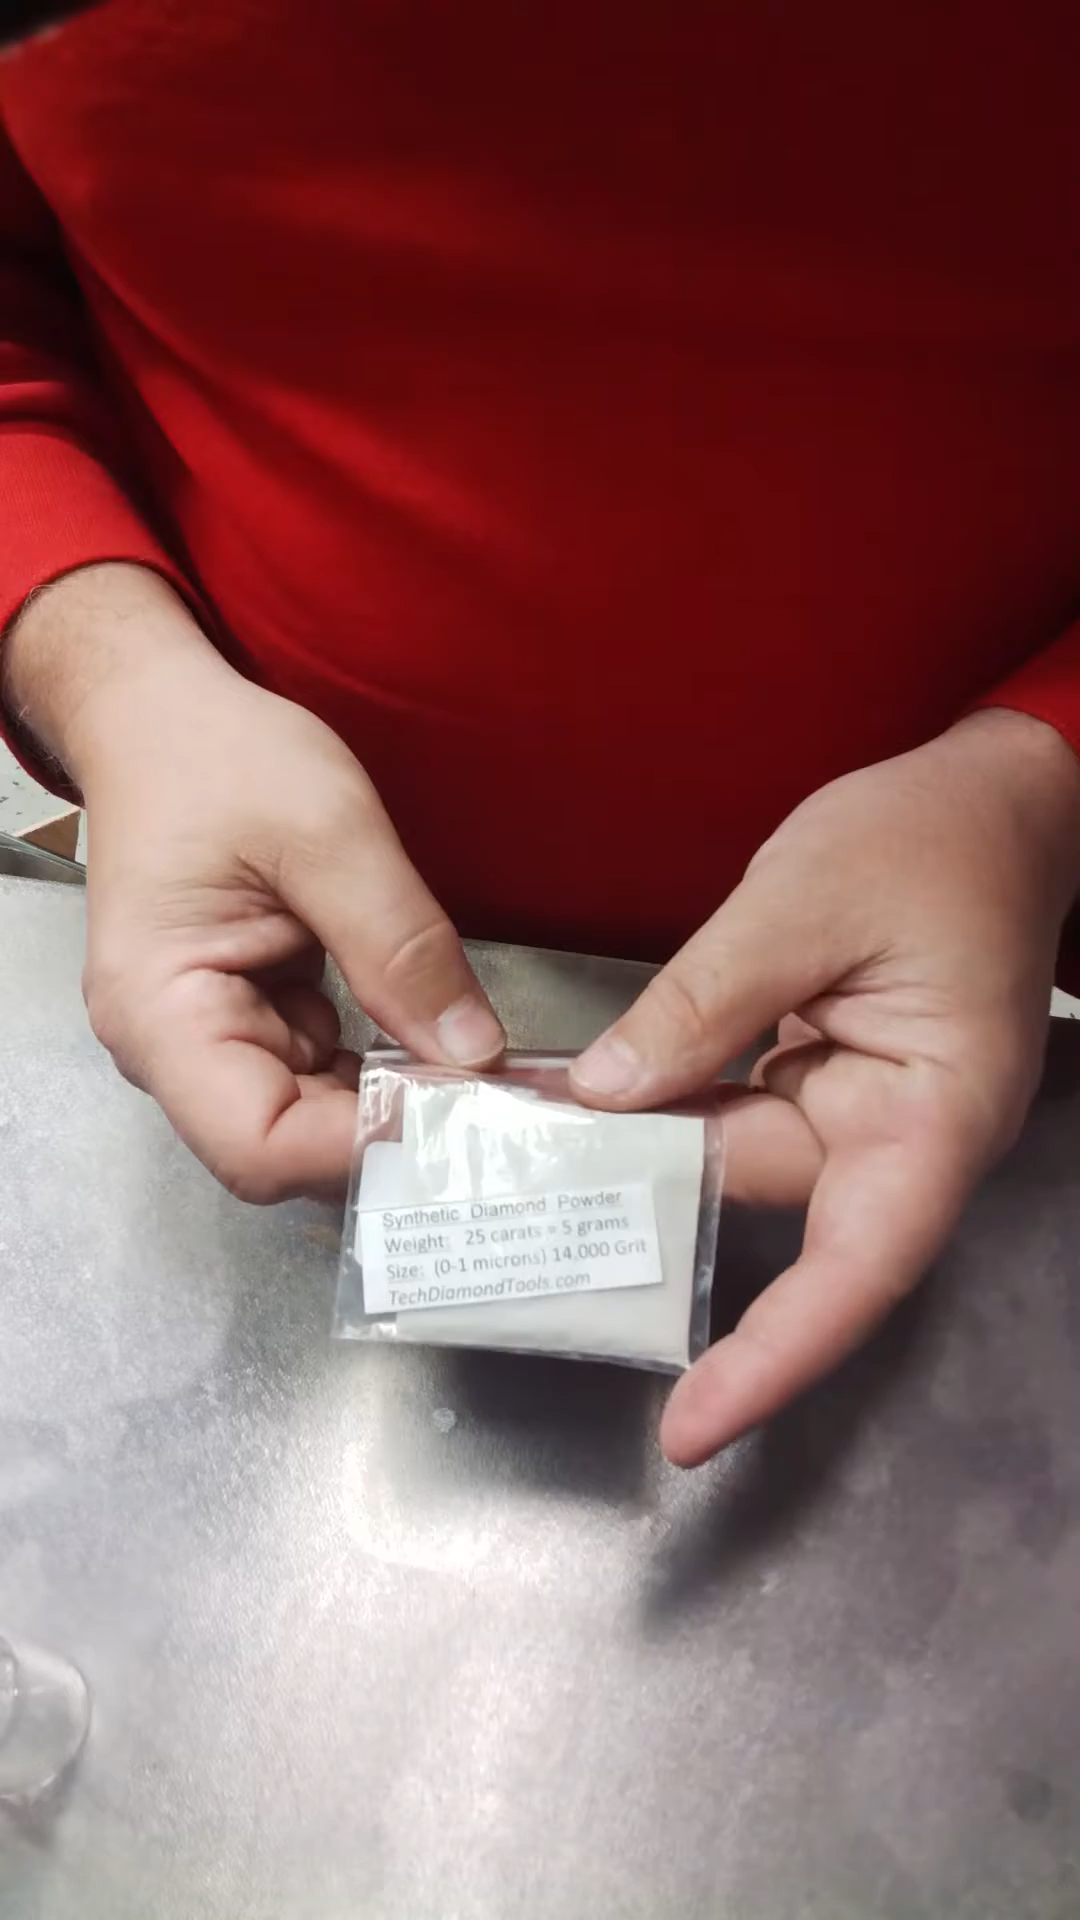 Synthetic Diamond Powder
Weight: 25 carats = 5 grams
Size: (0-1 microns) 14,000 Grit
TechDiamondTools.com